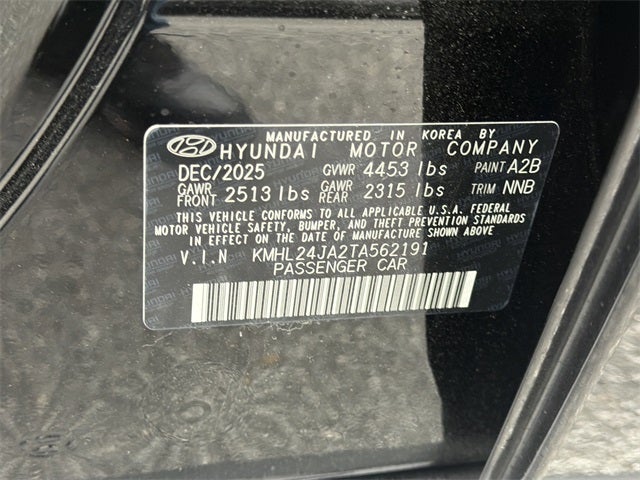 MANUFACTURED IN KOREA BY
HYUNDAI MOTOR COMPANY
DEC/2025 GVWR 4453 lbs PAINT A2B
GAWR FRONT 2513 lbs GAWR REAR 2315 lbs TRIM NNB
THIS VEHICLE CONFORMS TO ALL APPLICABLE U.S.A. FEDERAL
MOTOR VEHICLE SAFETY, BUMPER, AND THEFT PREVENTION STANDARDS
IN EFFECT ON THE DATE OF MANUFACTURE SHOWN ABOVE
V.I.N KMHL24JA2TA562191
PASSENGER CAR